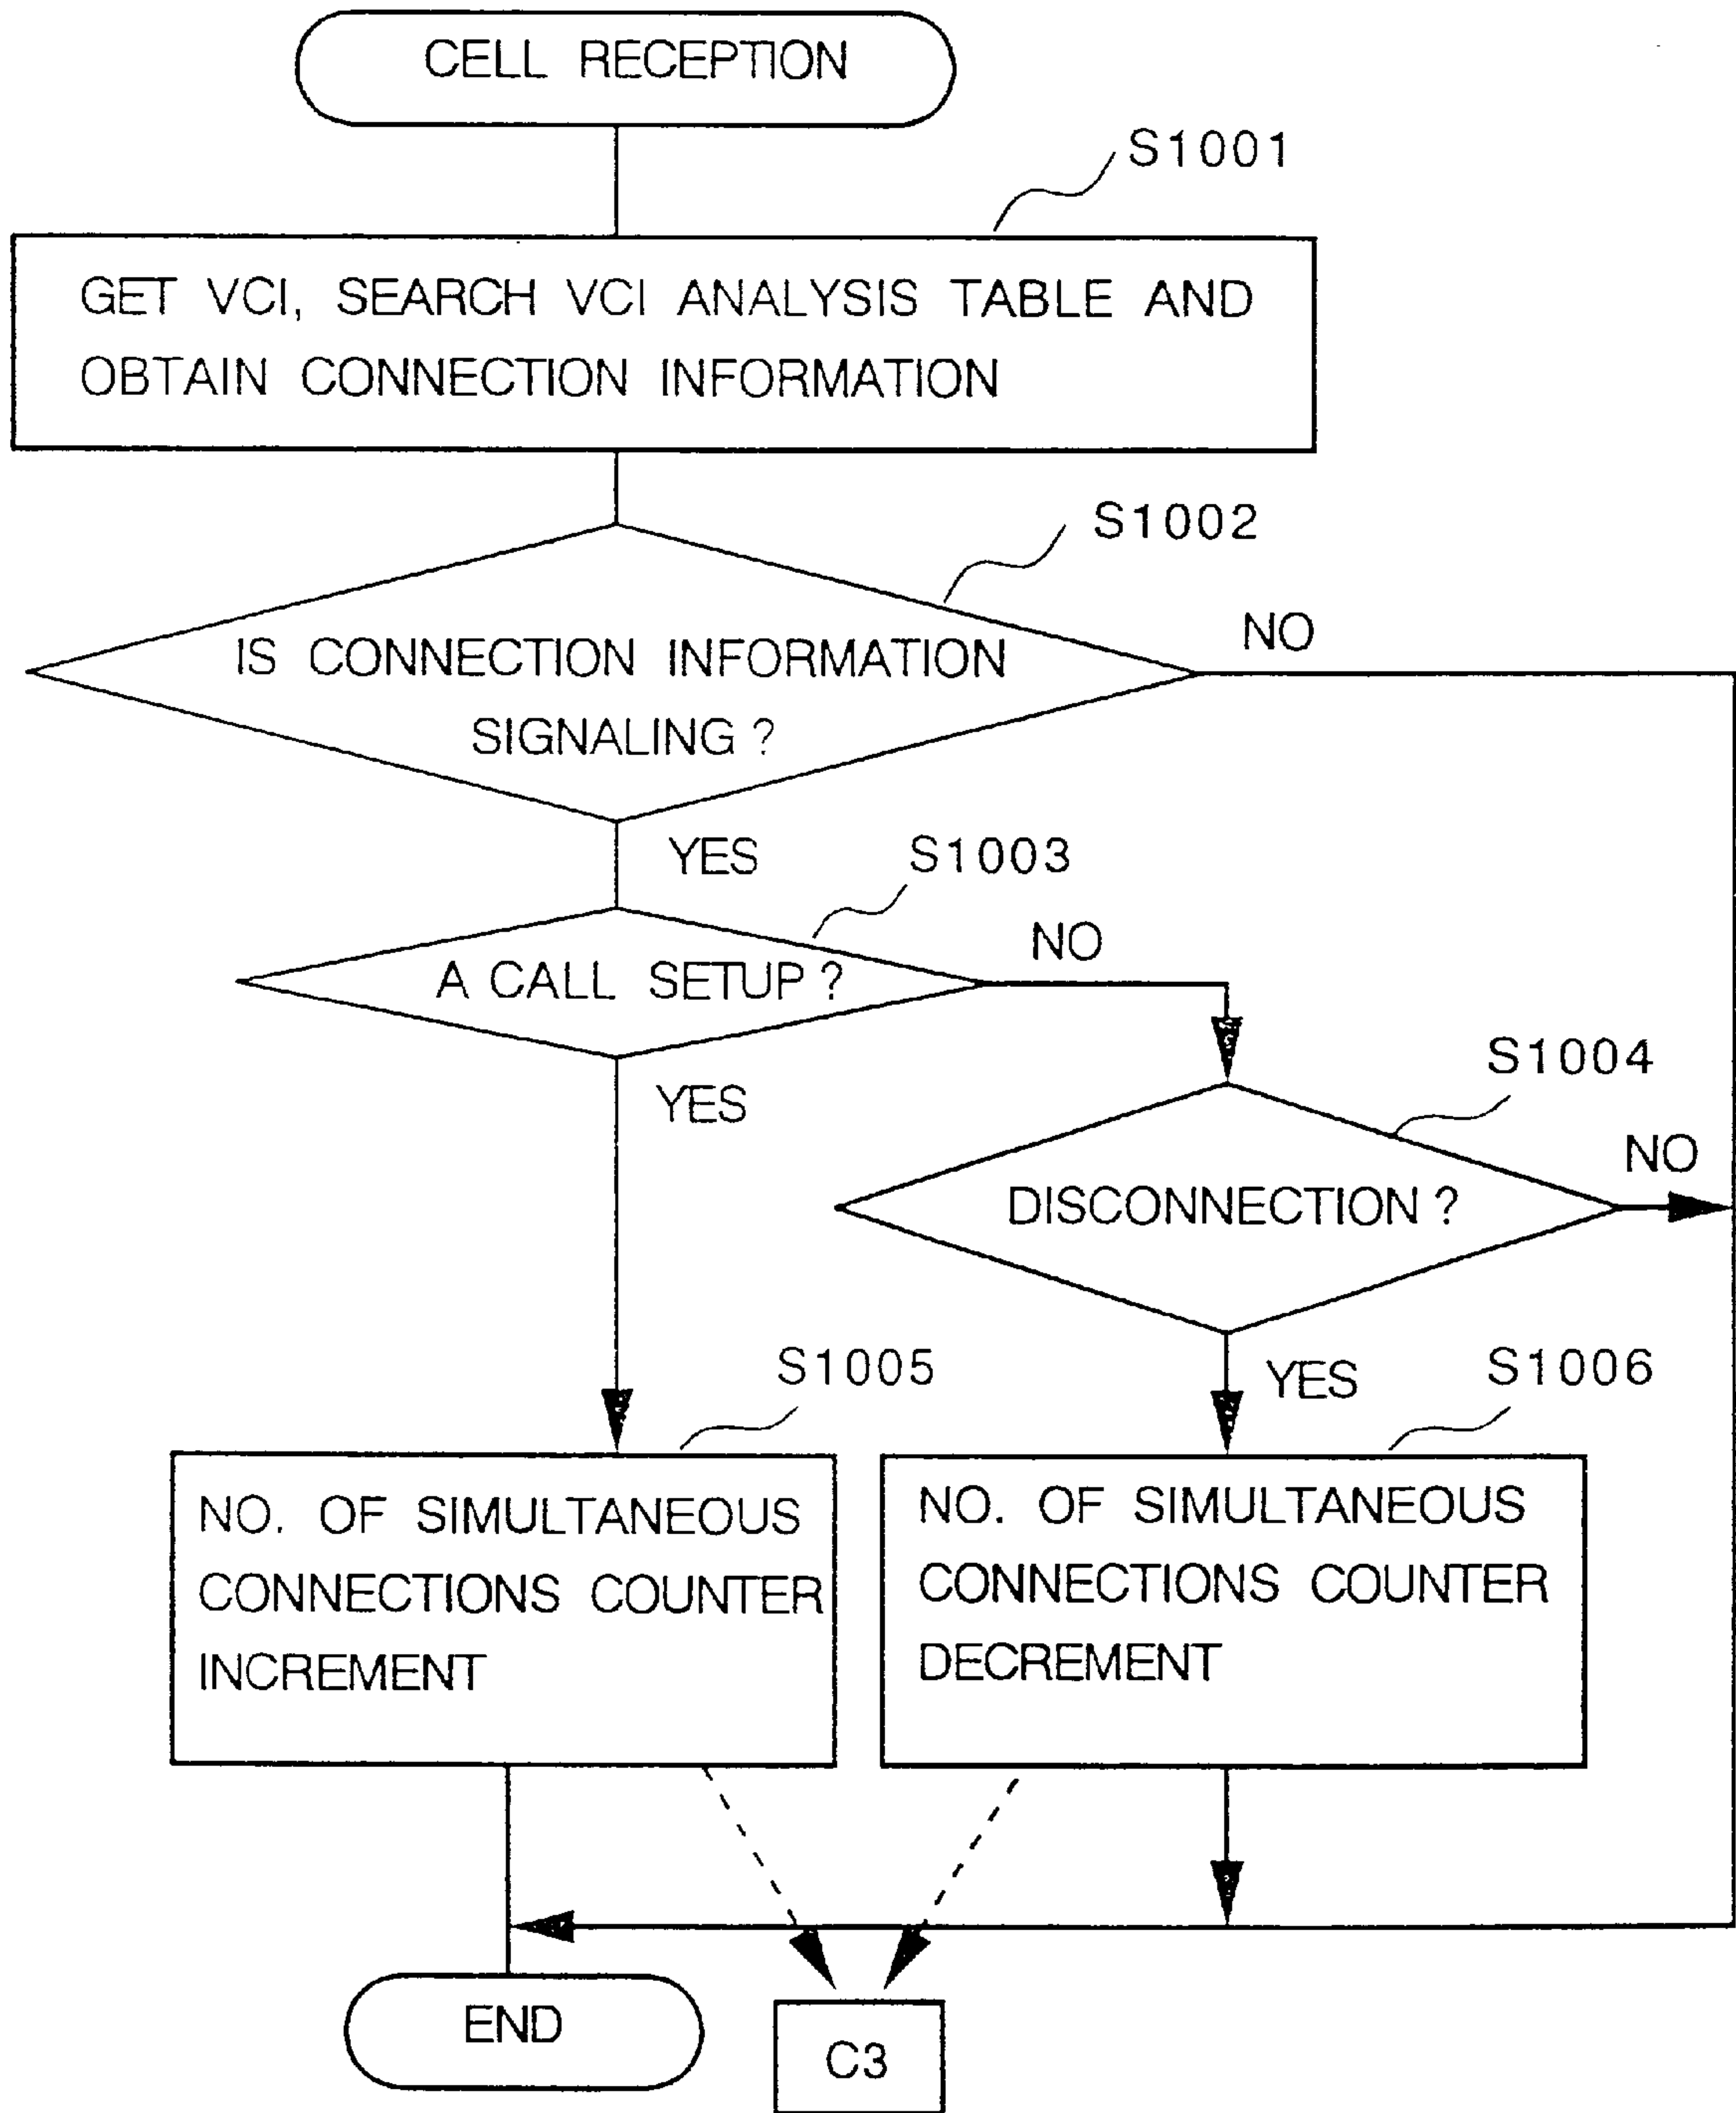 CELL RECEPTION
S1001
GET VCI, SEARCH VCI ANALYSIS TABLE AND
OBTAIN CONNECTION INFORMATION
S1002
NO
IS CONNECTION INFORMATION
SIGNALING ?
YES
S1003
NO
A CALL SETUP ?
YES
S1004
NO
DISCONNECTION ?
S1005
YES
S1006
NO. OF SIMULTANEOUS
CONNECTIONS COUNTER
INCREMENT
NO. OF SIMULTANEOUS
CONNECTIONS COUNTER
DECREMENT
END
C3